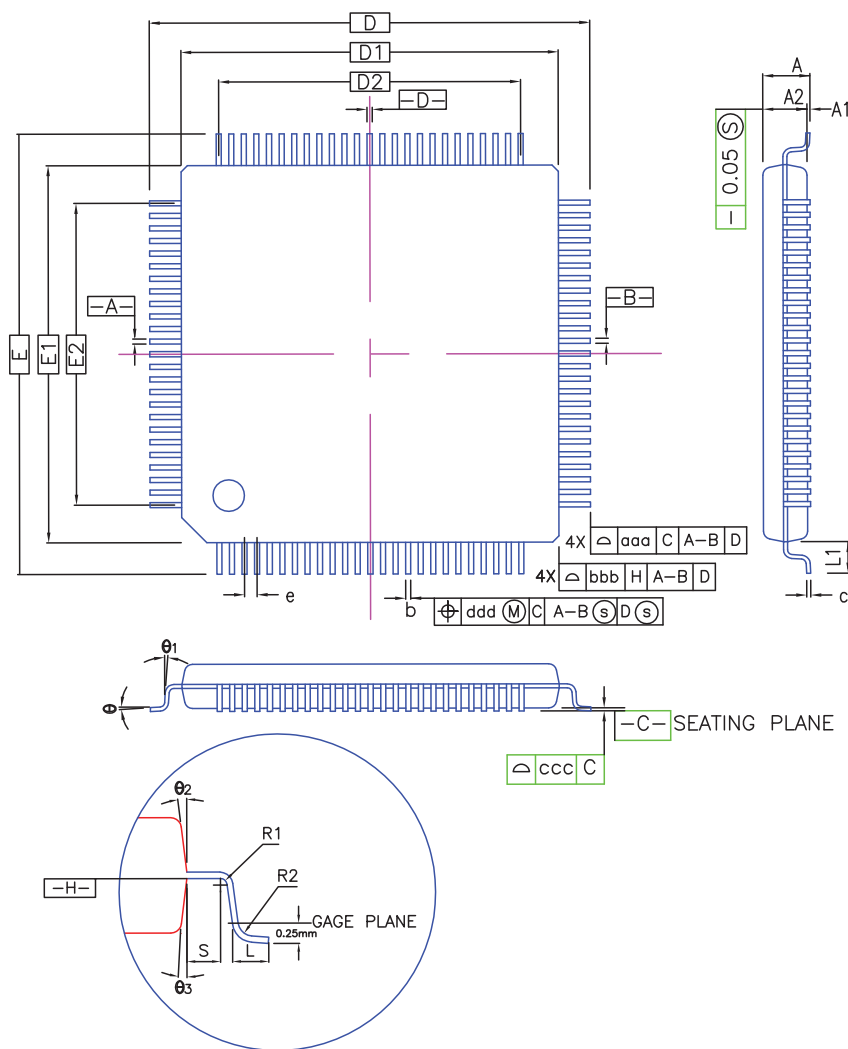 D
D1
D2
-D-
A
A2
A1
0.05 Ⓢ
-A-
-B-
E
E1
E2
4X ⌓ aaa C A-B D
4X ⌓ bbb H A-B D
e
b
⌖ ddd Ⓜ C A-B ⓢ D ⓢ
L1
c
θ1
θ
-C- SEATING PLANE
⌓ ccc C
θ2
R1
-H-
R2
GAGE PLANE
0.25mm
S
L
θ3